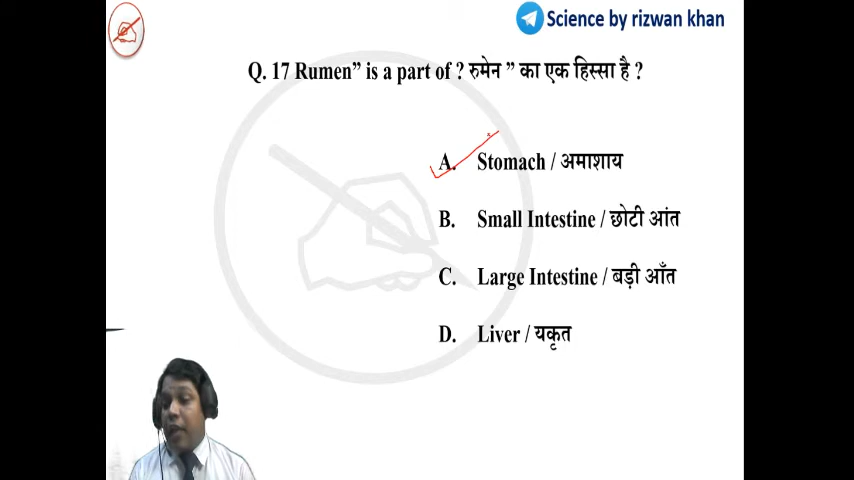 Science by rizwan khan
Q. 17 Rumen” is a part of ? रुमेन ” का एक हिस्सा है ?
A. Stomach / अमाशाय
B. Small Intestine / छोटी आंत
C. Large Intestine / बड़ी आँत
D. Liver / यकृत